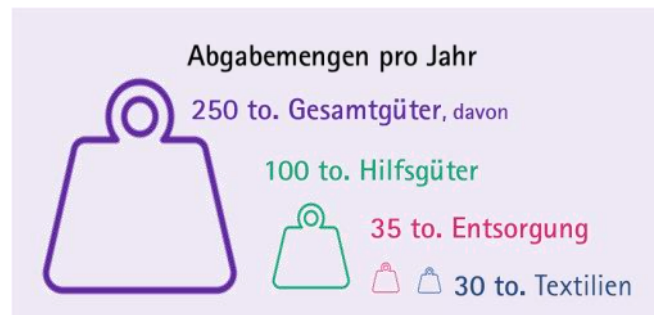 Abgabemengen pro Jahr
250 to. Gesamtgüter, davon
100 to. Hilfsgüter
35 to. Entsorgung
30 to. Textilien